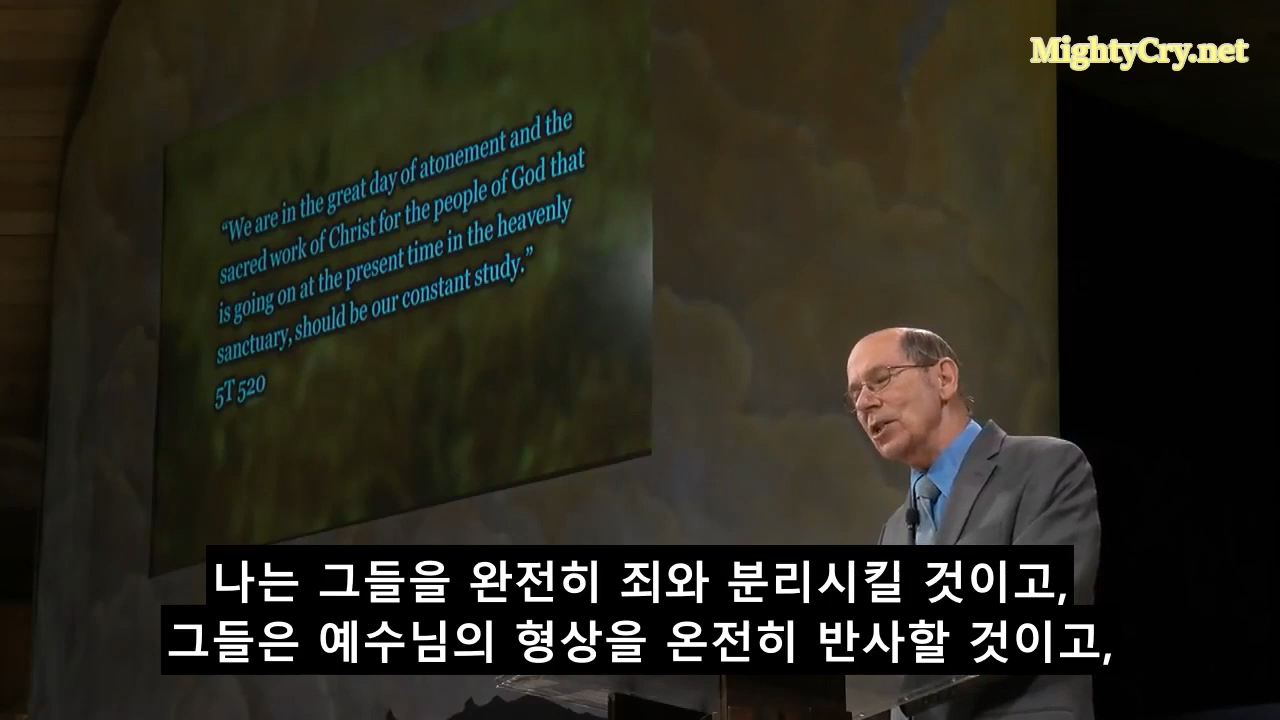 MightyCry.net
“We are in the great day of atonement and the
sacred work of Christ for the people of God that
is going on at the present time in the heavenly
sanctuary, should be our constant study.”
5T 520
나는 그들을 완전히 죄와 분리시킬 것이고,
그들은 예수님의 형상을 온전히 반사할 것이고,